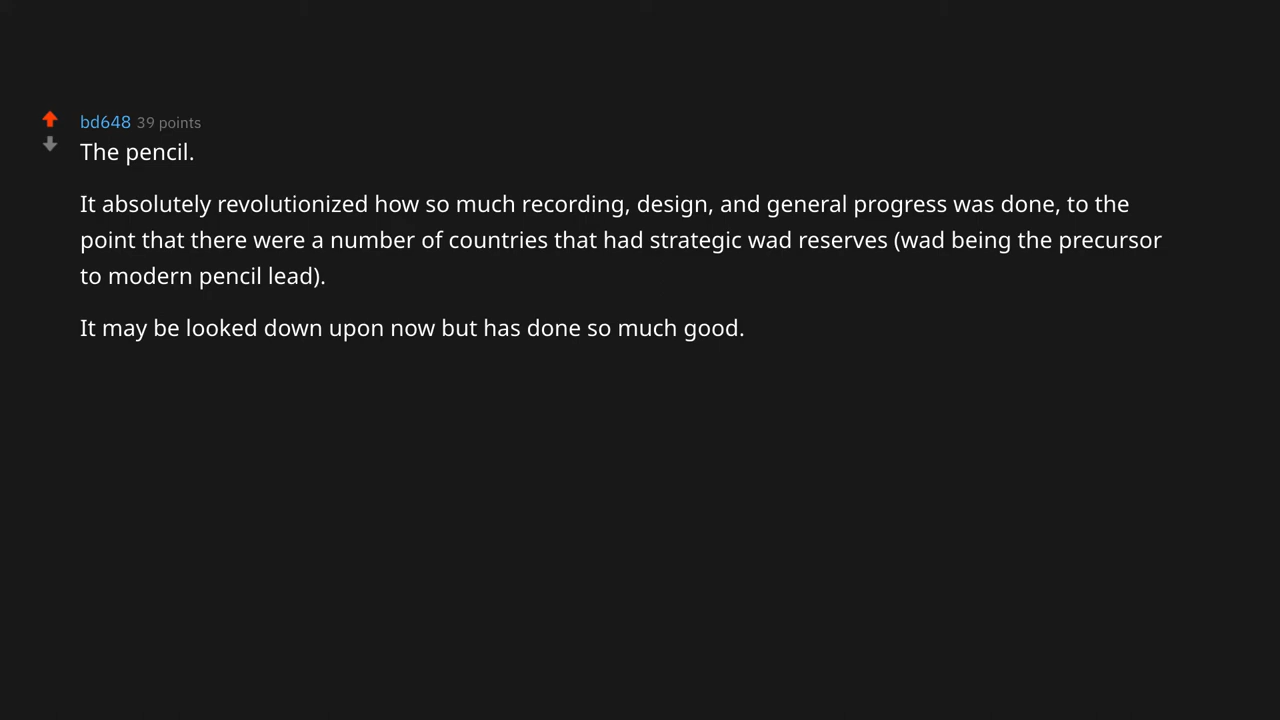 bd648 39 points
The pencil.
It absolutely revolutionized how so much recording, design, and general progress was done, to the
point that there were a number of countries that had strategic wad reserves (wad being the precursor
to modern pencil lead).
It may be looked down upon now but has done so much good.